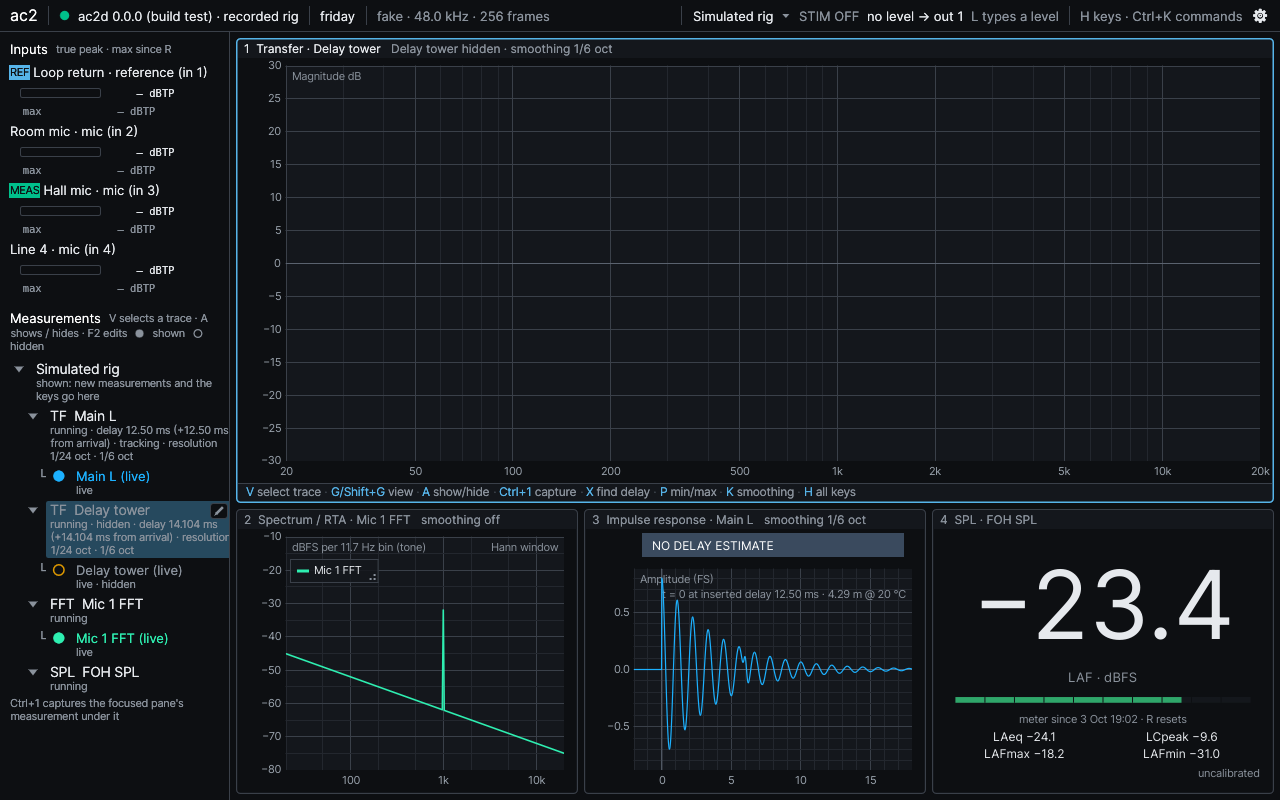 ac2
ac2d 0.0.0 (build test) · recorded rig
friday
fake · 48.0 kHz · 256 frames
Simulated rig
STIM OFF no level → out 1 L types a level
H keys · Ctrl+K commands
Inputs true peak · max since R
REF Loop return · reference (in 1)
– dBTP
max – dBTP
Room mic · mic (in 2)
– dBTP
max – dBTP
MEAS Hall mic · mic (in 3)
– dBTP
max – dBTP
Line 4 · mic (in 4)
– dBTP
max – dBTP
Measurements V selects a trace · A
shows / hides · F2 edits shown
hidden
Simulated rig
shown: new measurements and the
keys go here
TF Main L
running · delay 12.50 ms (+12.50 ms
from arrival) · tracking · resolution
1/24 oct · 1/6 oct
Main L (live)
live
TF Delay tower
running · hidden · delay 14.104 ms
(+14.104 ms from arrival) · resolution
1/24 oct · 1/6 oct
Delay tower (live)
live · hidden
FFT Mic 1 FFT
running
Mic 1 FFT (live)
live
SPL FOH SPL
running
Ctrl+1 captures the focused pane's
measurement under it
1 Transfer · Delay tower Delay tower hidden · smoothing 1/6 oct
Magnitude dB
30
25
20
15
10
5
0
−5
−10
−15
−20
−25
−30
20 50 100 200 500 1k 2k 5k 10k 20k
V select trace · G/Shift+G view · A show/hide · Ctrl+1 capture · X find delay · P min/max · K smoothing · H all keys
2 Spectrum / RTA · Mic 1 FFT smoothing off
dBFS per 11.7 Hz bin (tone) Hann window
Mic 1 FFT
−10
−20
−30
−40
−50
−60
−70
−80
100 1k 10k
3 Impulse response · Main L smoothing 1/6 oct
NO DELAY ESTIMATE
Amplitude (FS)
t = 0 at inserted delay 12.50 ms · 4.29 m @ 20 °C
0.5
0.0
−0.5
0 5 10 15
4 SPL · FOH SPL
−23.4
LAF · dBFS
meter since 3 Oct 19:02 · R resets
LAeq −24.1 LCpeak −9.6
LAFmax −18.2 LAFmin −31.0
uncalibrated